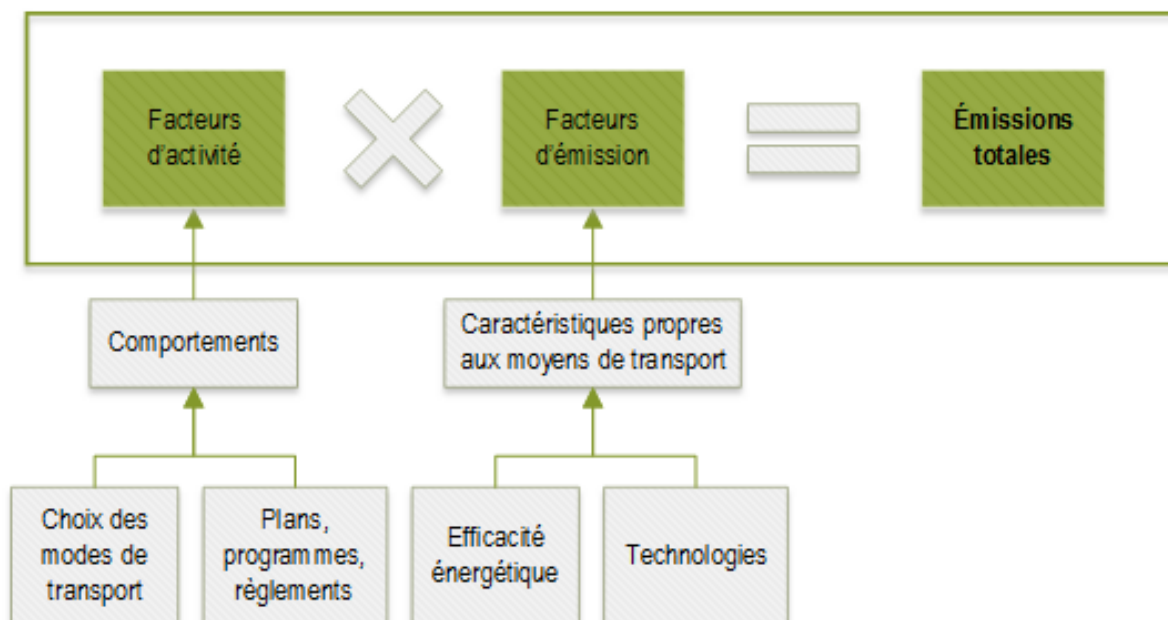 Facteurs
d'activité
Facteurs
d'émission
Émissions
totales
Comportements
Caractéristiques propres
aux moyens de transport
Choix des
modes de
transport
Plans,
programmes,
règlements
Efficacité
énergétique
Technologies